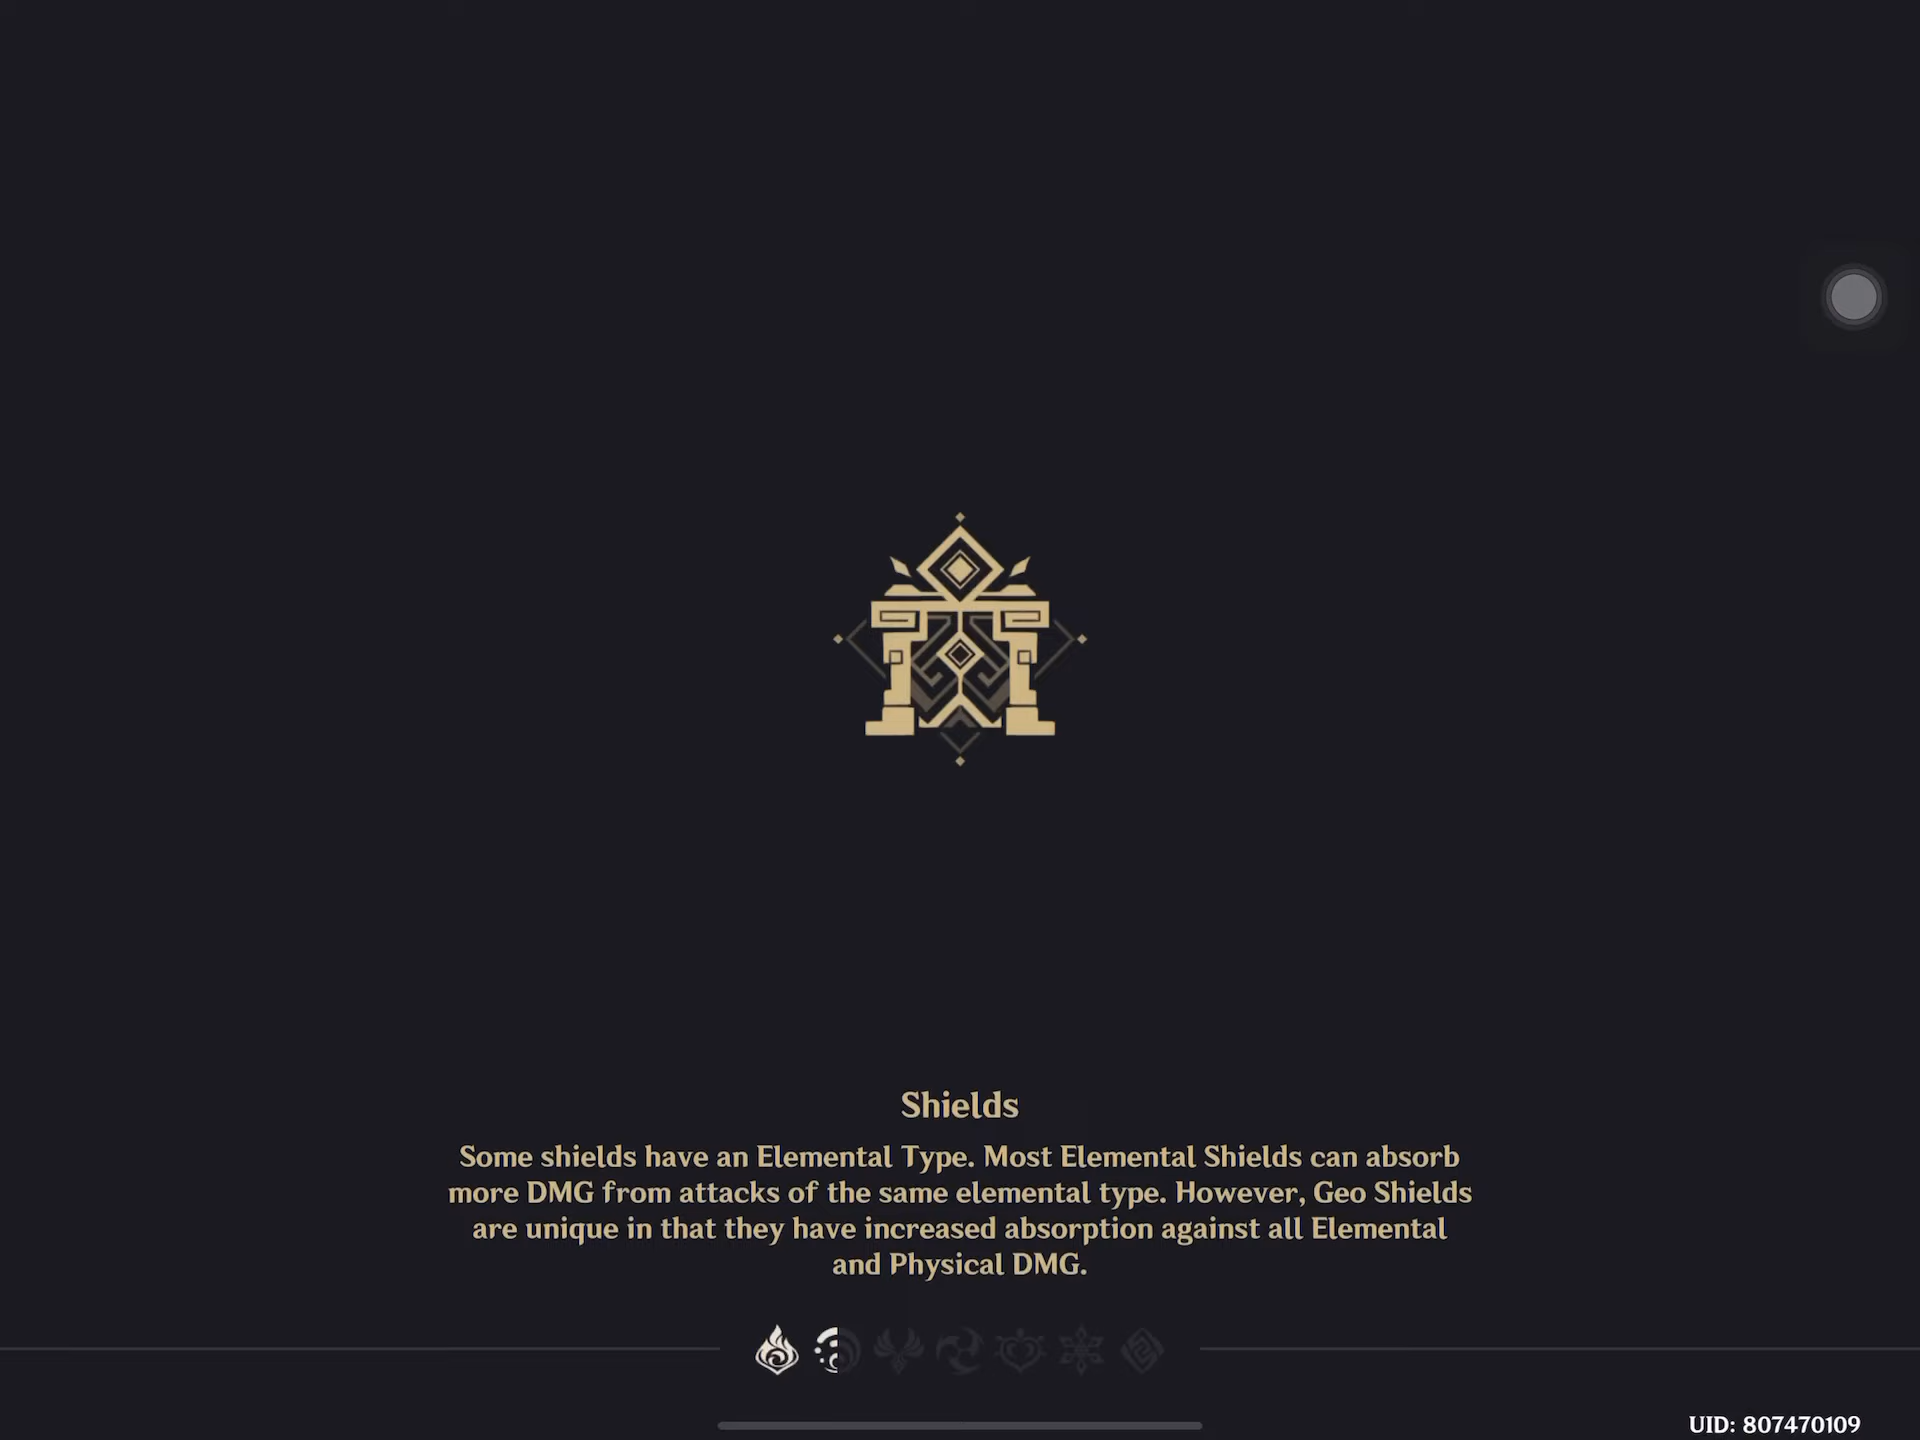 Shields
Some shields have an Elemental Type. Most Elemental Shields can absorb
more DMG from attacks of the same elemental type. However, Geo Shields
are unique in that they have increased absorption against all Elemental
and Physical DMG.
UID: 807470109